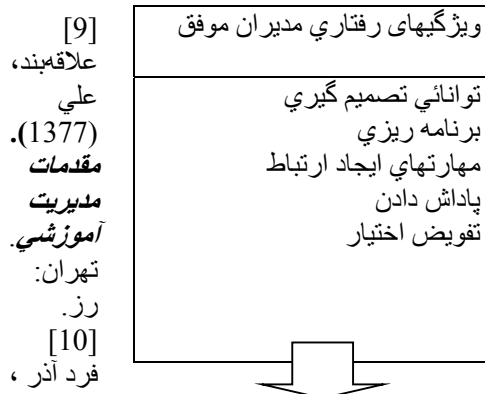 ويژگيهای رفتاري مديران موفق
توانائي تصميم گيري
برنامه ريزي
مهارتهاي ايجاد ارتباط
پاداش دادن
تفويض اختيار
[9]
علاقه‌بند،
علي
(1377).
مقدمات
مديريت
آموزشي.
تهران:
رز.
[10]
فرد آذر ،